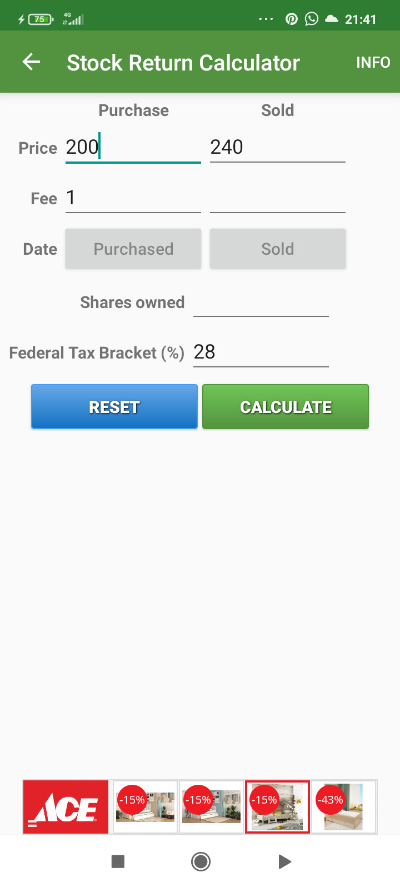 75
4G
21:41
Stock Return Calculator
INFO
Purchase Sold
Price 200 240
Fee 1
Date Purchased Sold
Shares owned
Federal Tax Bracket (%) 28
RESET CALCULATE
ACE -15% -15% -15% -43%